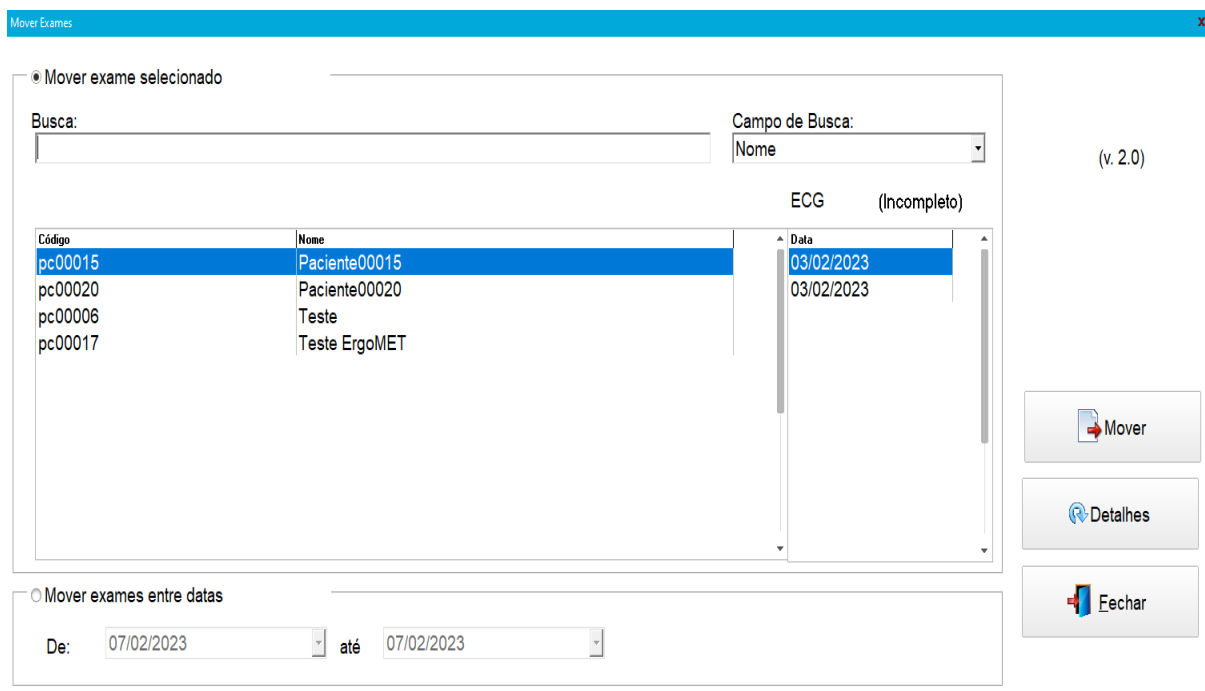 Mover Exames x
Mover exame selecionado
Busca: Campo de Busca:
Nome
(v. 2.0)
ECG (Incompleto)
Código Nome Data
pc00015 Paciente00015 03/02/2023
pc00020 Paciente00020 03/02/2023
pc00006 Teste
pc00017 Teste ErgoMET
Mover
Detalhes
Fechar
Mover exames entre datas
De: 07/02/2023 até 07/02/2023